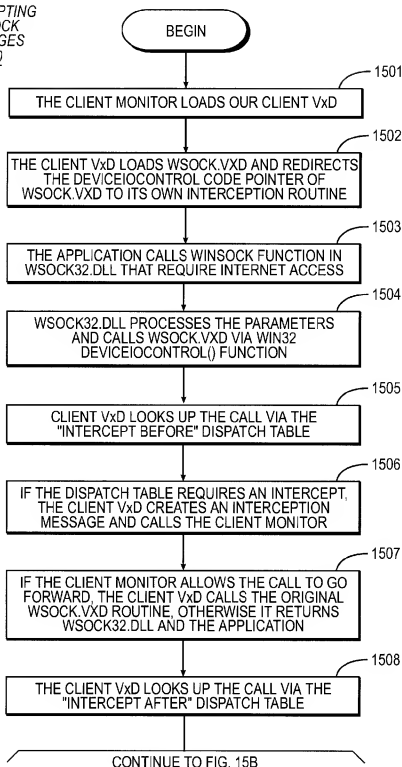 BEGIN
1501
THE CLIENT MONITOR LOADS OUR CLIENT VxD
1502
THE CLIENT VxD LOADS WSOCK.VXD AND REDIRECTS
THE DEVICEIOCONTROL CODE POINTER OF
WSOCK.VXD TO ITS OWN INTERCEPTION ROUTINE
1503
THE APPLICATION CALLS WINSOCK FUNCTION IN
WSOCK32.DLL THAT REQUIRE INTERNET ACCESS
1504
WSOCK32.DLL PROCESSES THE PARAMETERS
AND CALLS WSOCK.VXD VIA WIN32
DEVICEIOCONTROL() FUNCTION
1505
CLIENT VxD LOOKS UP THE CALL VIA THE
"INTERCEPT BEFORE" DISPATCH TABLE
1506
IF THE DISPATCH TABLE REQUIRES AN INTERCEPT,
THE CLIENT VxD CREATES AN INTERCEPTION
MESSAGE AND CALLS THE CLIENT MONITOR
1507
IF THE CLIENT MONITOR ALLOWS THE CALL TO GO
FORWARD, THE CLIENT VxD CALLS THE ORIGINAL
WSOCK.VXD ROUTINE, OTHERWISE IT RETURNS
WSOCK32.DLL AND THE APPLICATION
1508
THE CLIENT VxD LOOKS UP THE CALL VIA THE
"INTERCEPT AFTER" DISPATCH TABLE
CONTINUE TO FIG. 15B